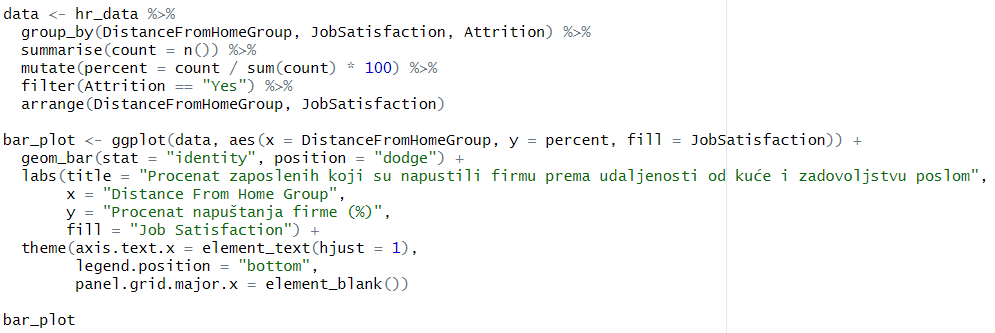 data <- hr_data %>%
  group_by(DistanceFromHomeGroup, JobSatisfaction, Attrition) %>%
  summarise(count = n()) %>%
  mutate(percent = count / sum(count) * 100) %>%
  filter(Attrition == "Yes") %>%
  arrange(DistanceFromHomeGroup, JobSatisfaction)

bar_plot <- ggplot(data, aes(x = DistanceFromHomeGroup, y = percent, fill = JobSatisfaction)) +
  geom_bar(stat = "identity", position = "dodge") +
  labs(title = "Procenat zaposlenih koji su napustili firmu prema udaljenosti od kuće i zadovoljstvu poslom",
       x = "Distance From Home Group",
       y = "Procenat napuštanja firme (%)",
       fill = "Job Satisfaction") +
  theme(axis.text.x = element_text(hjust = 1),
        legend.position = "bottom",
        panel.grid.major.x = element_blank())

bar_plot